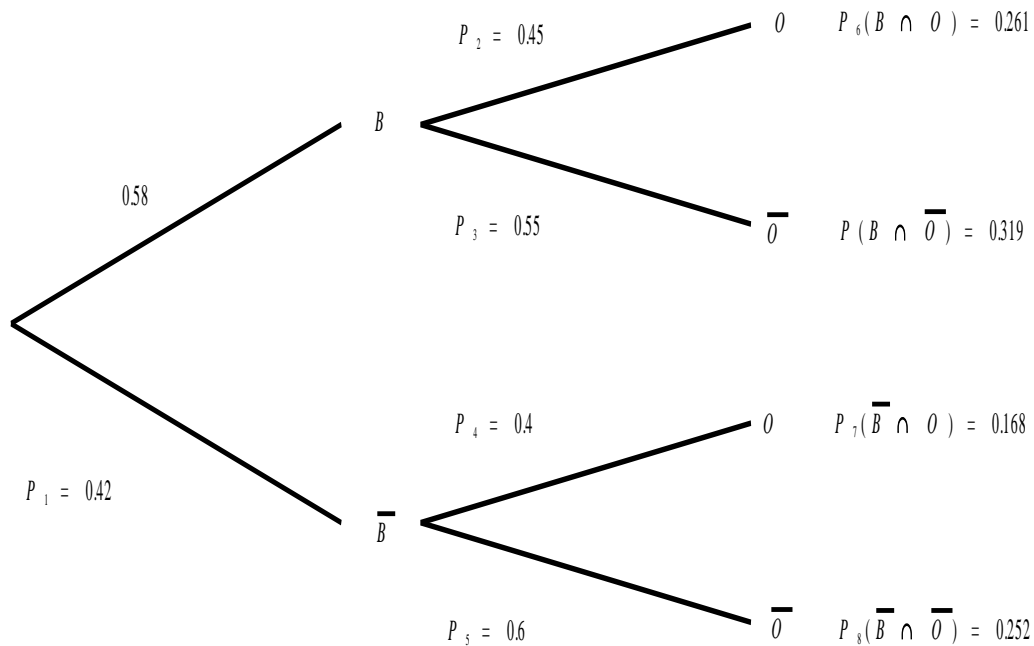 P₂ = 0.45
O P₆(B ∩ O) = 0.261
B
0.58
P₃ = 0.55
O̅ P(B ∩ O̅) = 0.319
P₄ = 0.4
O P₇(B̅ ∩ O) = 0.168
P₁ = 0.42
B̅
P₅ = 0.6
O̅ P₈(B̅ ∩ O̅) = 0.252